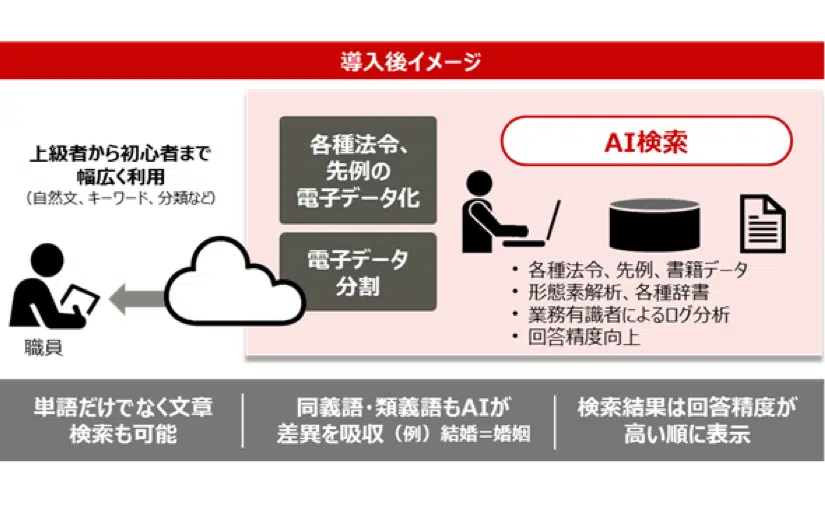 導入後イメージ
上級者から初心者まで
幅広く利用
（自然文、キーワード、分類など）
職員
各種法令、
先例の
電子データ化
電子データ
分割
AI検索
• 各種法令、先例、書籍データ
• 形態素解析、各種辞書
• 業務有識者によるログ分析
• 回答精度向上
単語だけでなく文章
検索も可能
同義語・類義語もAIが
差異を吸収（例）結婚＝婚姻
検索結果は回答精度が
高い順に表示